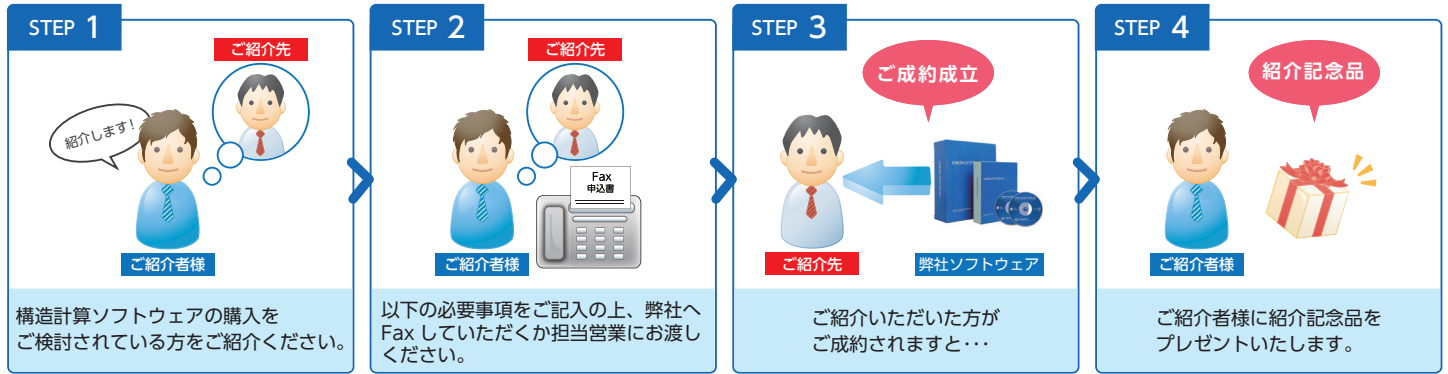 STEP 1
ご紹介先
紹介します!
ご紹介者様
構造計算ソフトウェアの購入を
ご検討されている方をご紹介ください。
STEP 2
ご紹介先
Fax
申込書
ご紹介者様
以下の必要事項をご記入の上、弊社へ
Fax していただくか担当営業にお渡し
ください。
STEP 3
ご成約成立
ご紹介先
弊社ソフトウェア
ご紹介いただいた方が
ご成約されますと･･･
STEP 4
紹介記念品
ご紹介者様
ご紹介者様に紹介記念品を
プレゼントいたします。